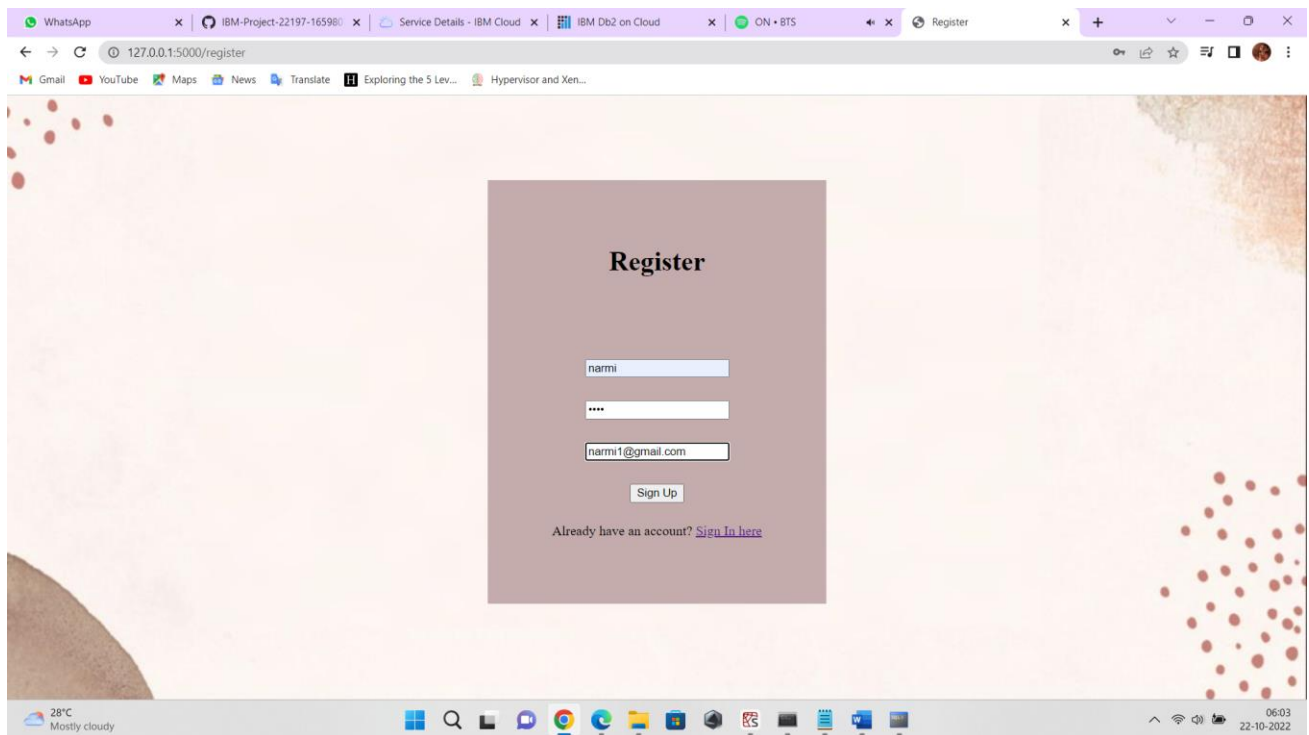 WhatsApp IBM-Project-22197-165980 Service Details - IBM Cloud IBM Db2 on Cloud ON • BTS Register
127.0.0.1:5000/register
Gmail YouTube Maps News Translate Exploring the 5 Lev... Hypervisor and Xen...
Register
narmi
••••
narmi1@gmail.com
Sign Up
Already have an account? Sign In here
28°C
Mostly cloudy
06:03
22-10-2022